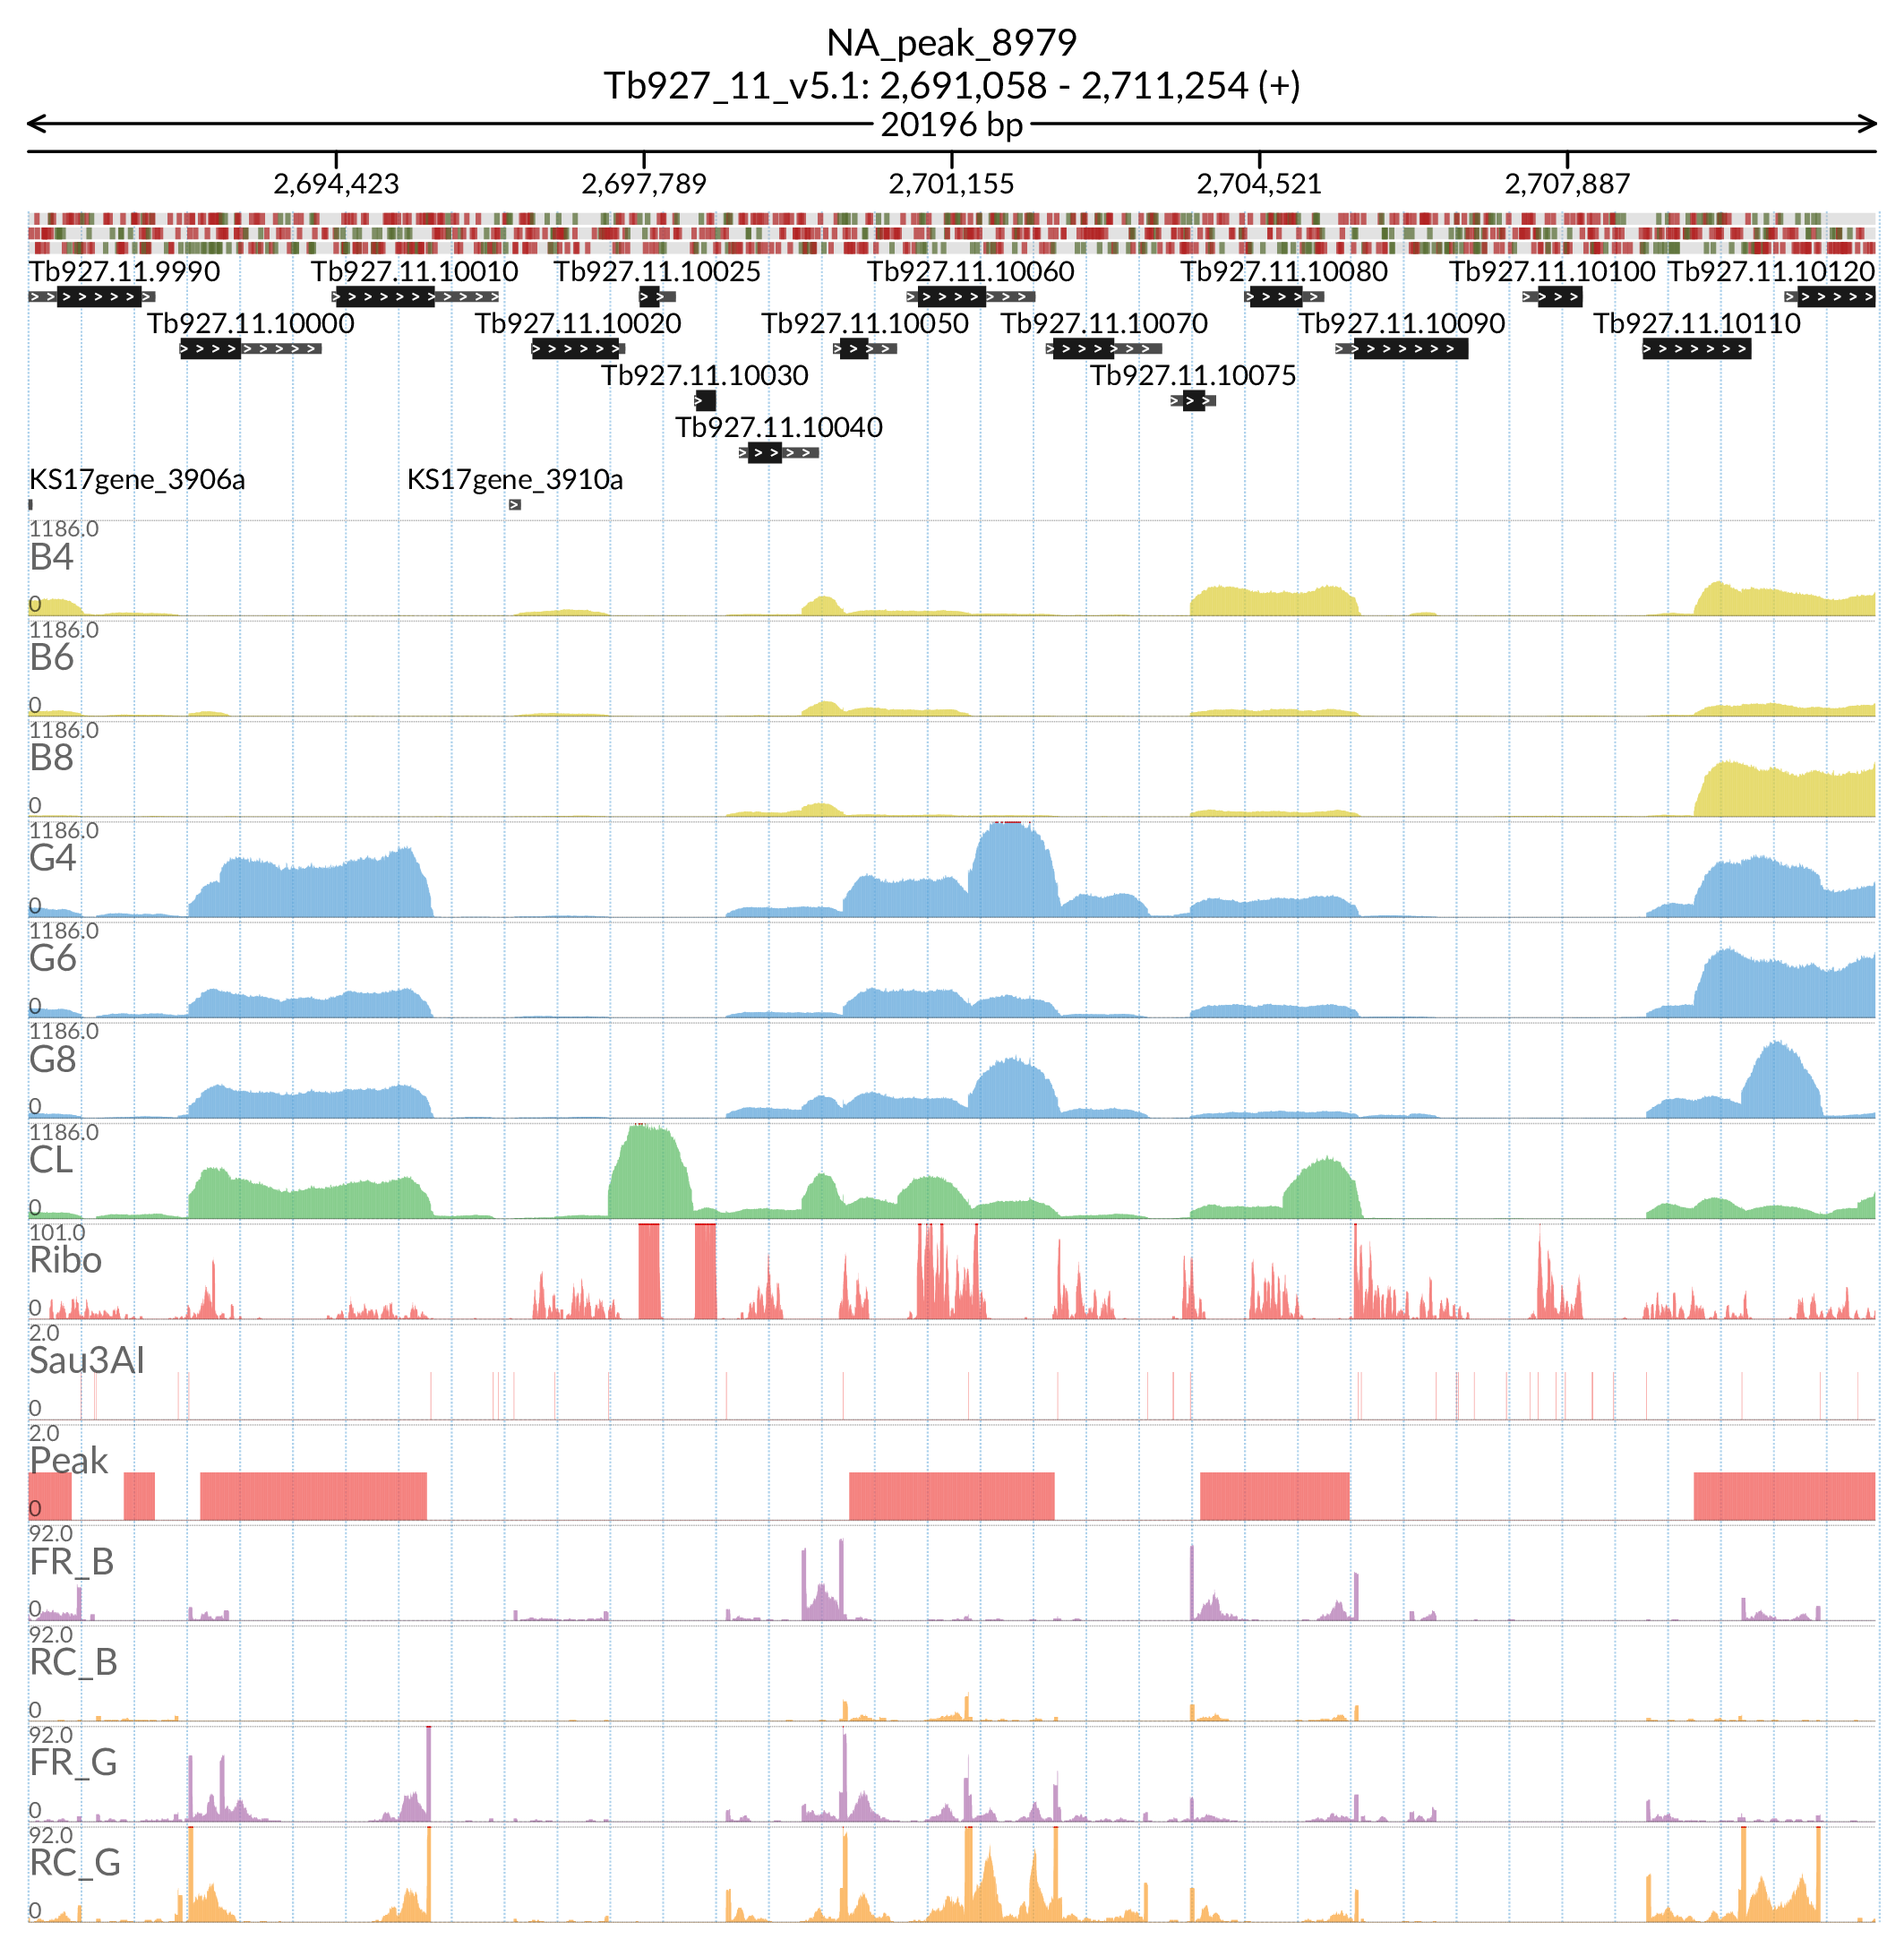 NA_peak_8979
Tb927_11_v5.1: 2,691,058 - 2,711,254 (+)
20196 bp
2,694,423 2,697,789 2,701,155 2,704,521 2,707,887
Tb927.11.9990 Tb927.11.10010 Tb927.11.10025 Tb927.11.10060 Tb927.11.10080 Tb927.11.10100 Tb927.11.10120
Tb927.11.10000 Tb927.11.10020 Tb927.11.10050 Tb927.11.10070 Tb927.11.10090 Tb927.11.10110
Tb927.11.10030 Tb927.11.10075
Tb927.11.10040
KS17gene_3906a KS17gene_3910a
1186.0
B4
0
1186.0
B6
0
1186.0
B8
0
1186.0
G4
0
1186.0
G6
0
1186.0
G8
0
1186.0
CL
0
101.0
Ribo
0
2.0
Sau3AI
0
2.0
Peak
0
92.0
FR_B
0
92.0
RC_B
0
92.0
FR_G
0
92.0
RC_G
0